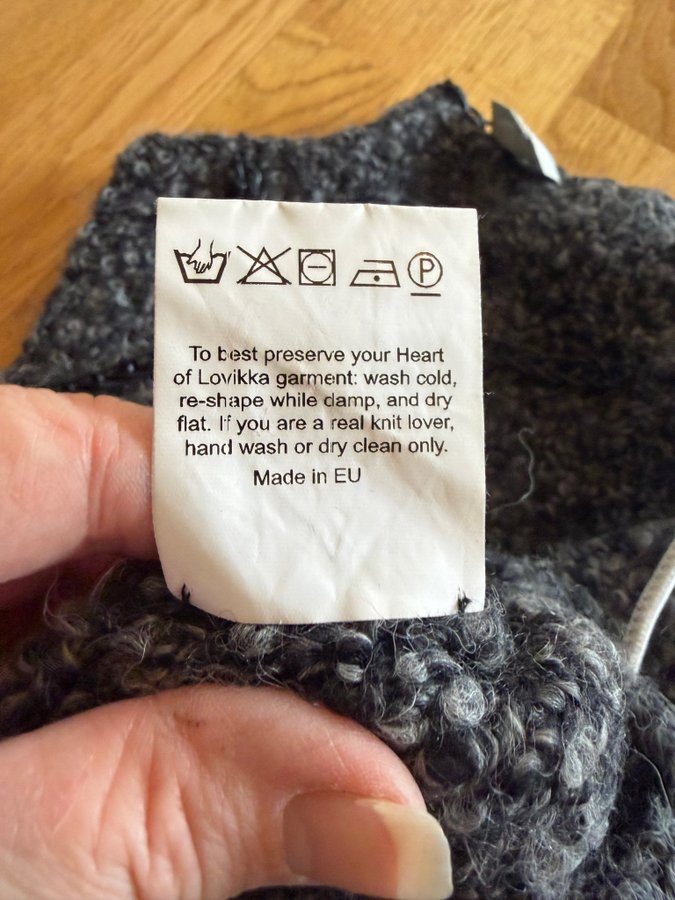 P
To best preserve your Heart
of Lovikka garment: wash cold,
re-shape while damp, and dry
flat. If you are a real knit lover,
hand wash or dry clean only.
Made in EU